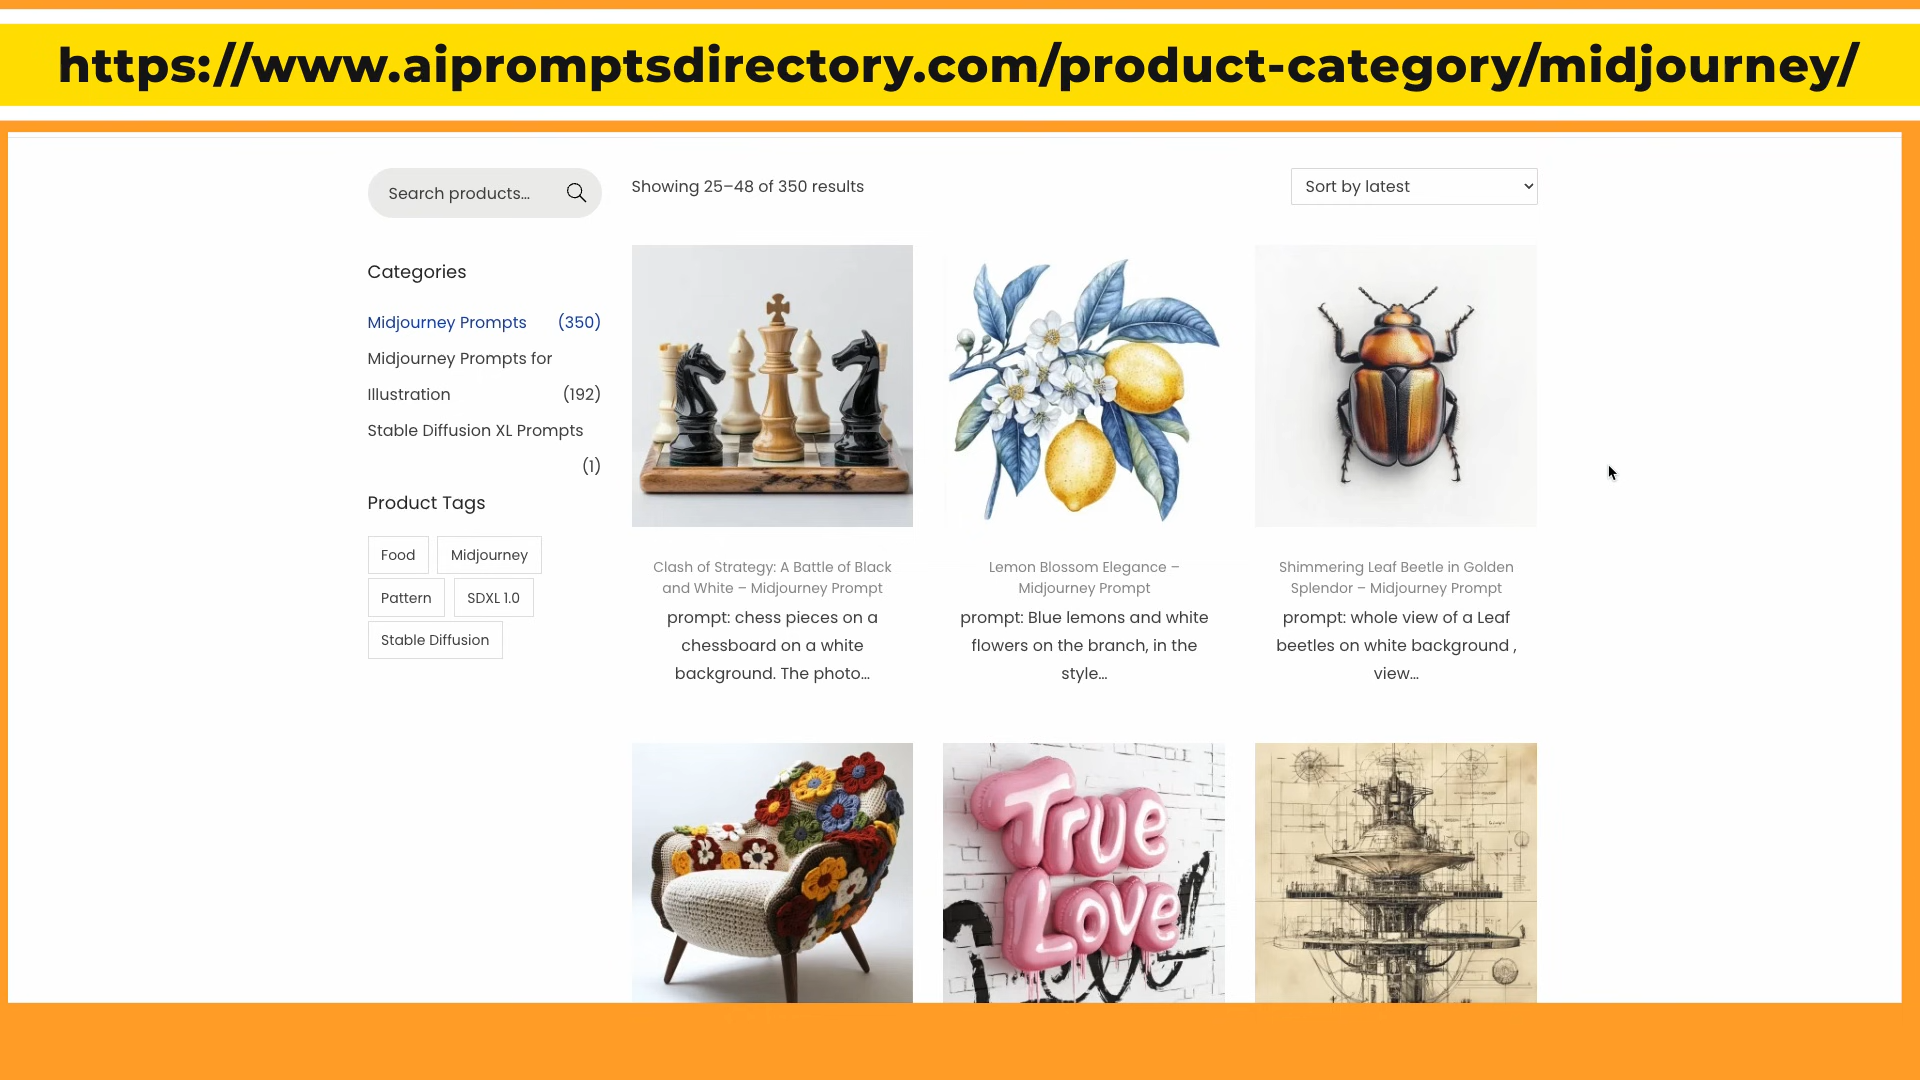 https://www.aipromptsdirectory.com/product-category/midjourney/
Search products...
Showing 25–48 of 350 results
Sort by latest
Categories
Midjourney Prompts (350)
Midjourney Prompts for
Illustration (192)
Stable Diffusion XL Prompts
(1)
Product Tags
Food Midjourney
Pattern SDXL 1.0
Stable Diffusion
Clash of Strategy: A Battle of Black
and White – Midjourney Prompt
prompt: chess pieces on a
chessboard on a white
background. The photo...
Lemon Blossom Elegance –
Midjourney Prompt
prompt: Blue lemons and white
flowers on the branch, in the
style...
Shimmering Leaf Beetle in Golden
Splendor – Midjourney Prompt
prompt: whole view of a Leaf
beetles on white background ,
view...
True
Love